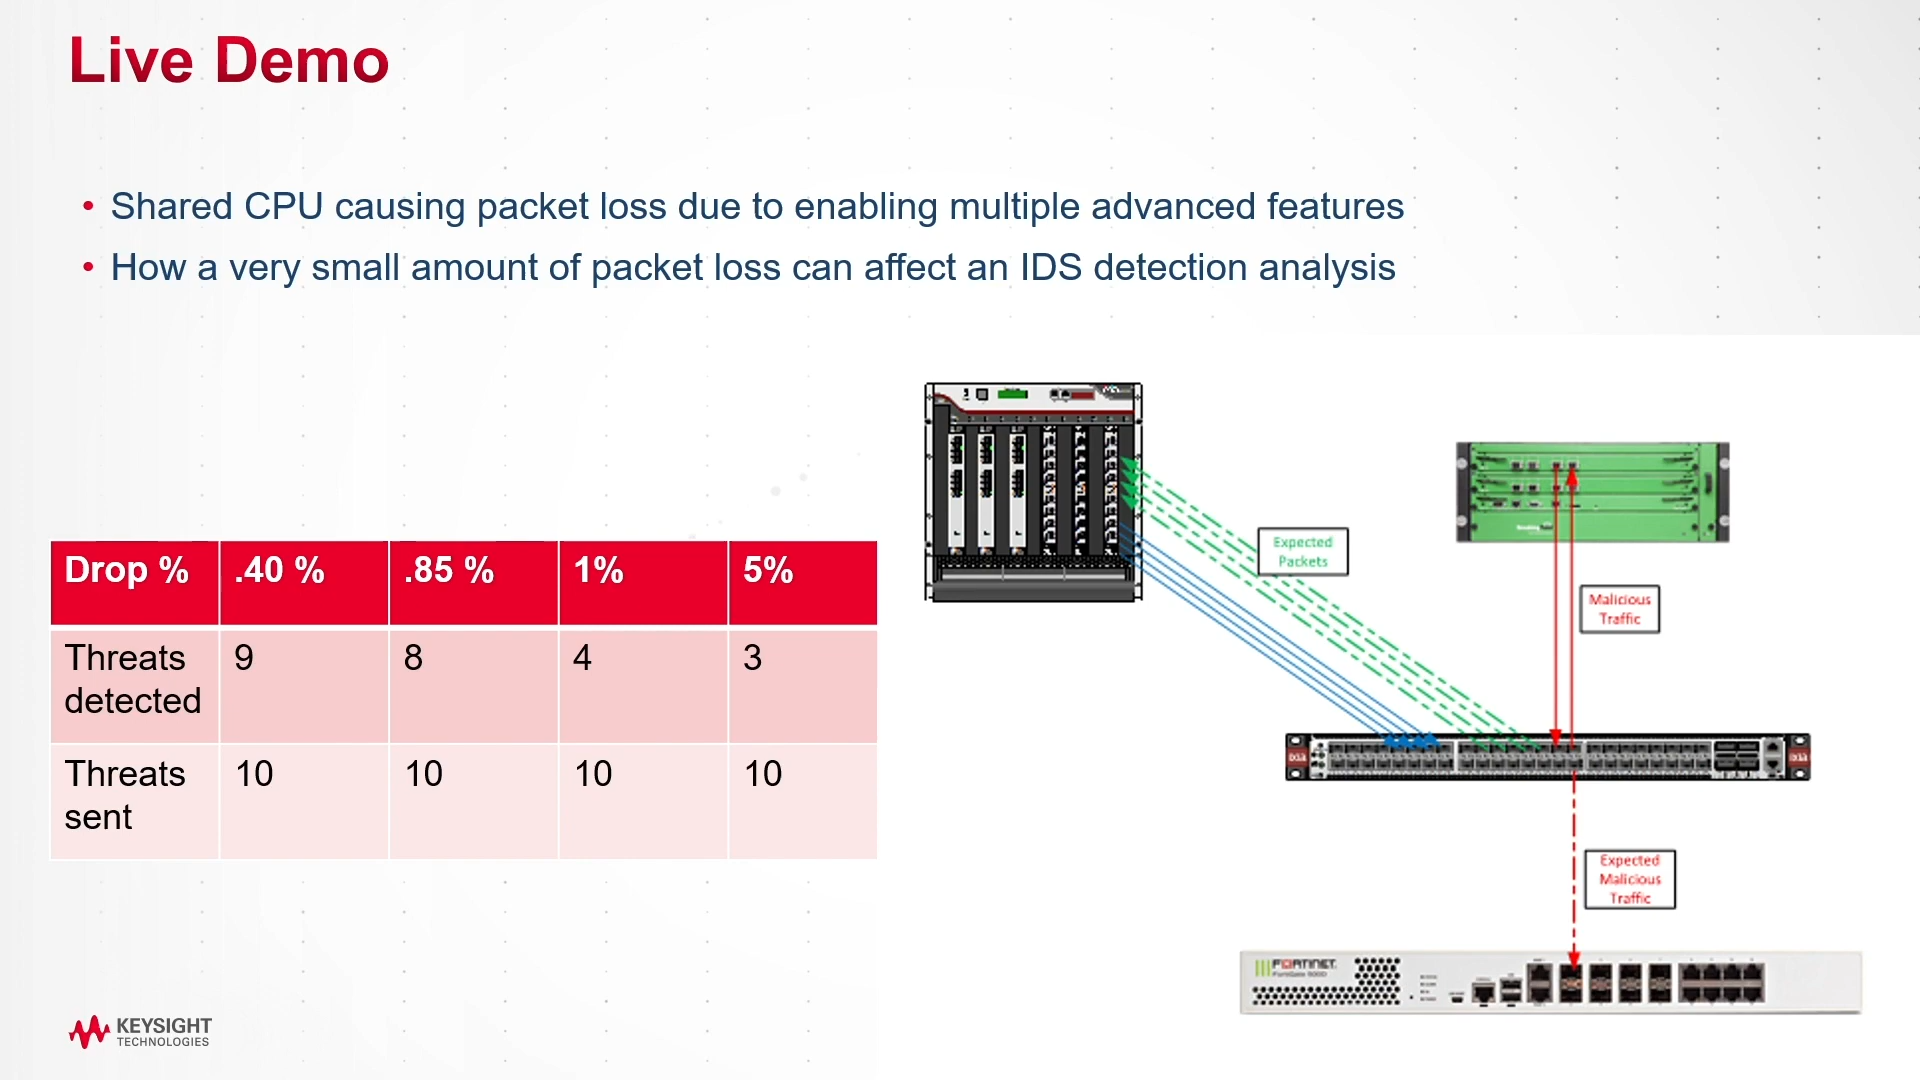 Live Demo
• Shared CPU causing packet loss due to enabling multiple advanced features
• How a very small amount of packet loss can affect an IDS detection analysis
Drop % .40 % .85 % 1% 5%
Threats detected 9 8 4 3
Threats sent 10 10 10 10
Expected
Packets
Malicious
Traffic
ixia ixia
Expected
Malicious
Traffic
FORTINET
KEYSIGHT
TECHNOLOGIES